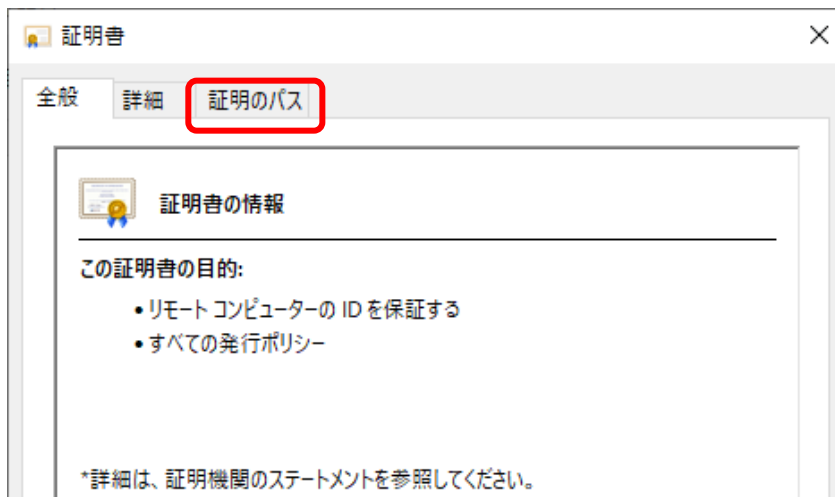 証明書
全般 詳細 証明のパス
証明書の情報
この証明書の目的:
• リモート コンピューターの ID を保証する
• すべての発行ポリシー
*詳細は、証明機関のステートメントを参照してください。